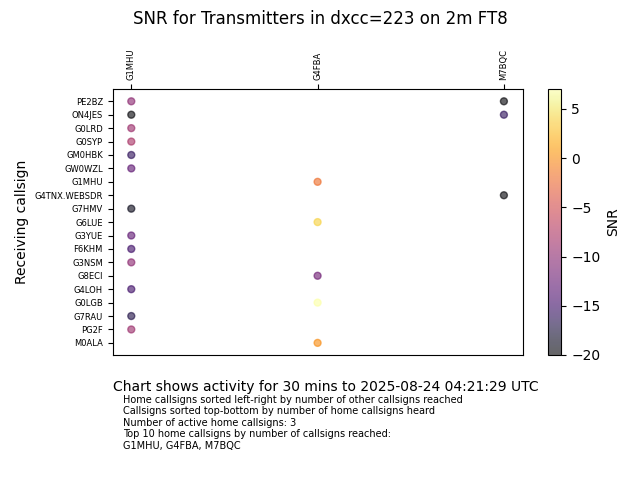 SNR for Transmitters in dxcc=223 on 2m FT8
G1MHU G4FBA M7BQC
PE2BZ
ON4JES
G0LRD
G0SYP
GM0HBK
GW0WZL
G1MHU
G4TNX.WEBSDR
G7HMV
G6LUE
G3YUE
F6KHM
G3NSM
G8ECI
G4LOH
G0LGB
G7RAU
PG2F
M0ALA
Receiving callsign
5
0
−5
−10
−15
−20
SNR
Chart shows activity for 30 mins to 2025-08-24 04:21:29 UTC
Home callsigns sorted left-right by number of other callsigns reached
Callsigns sorted top-bottom by number of home callsigns heard
Number of active home callsigns: 3
Top 10 home callsigns by number of callsigns reached:
G1MHU, G4FBA, M7BQC